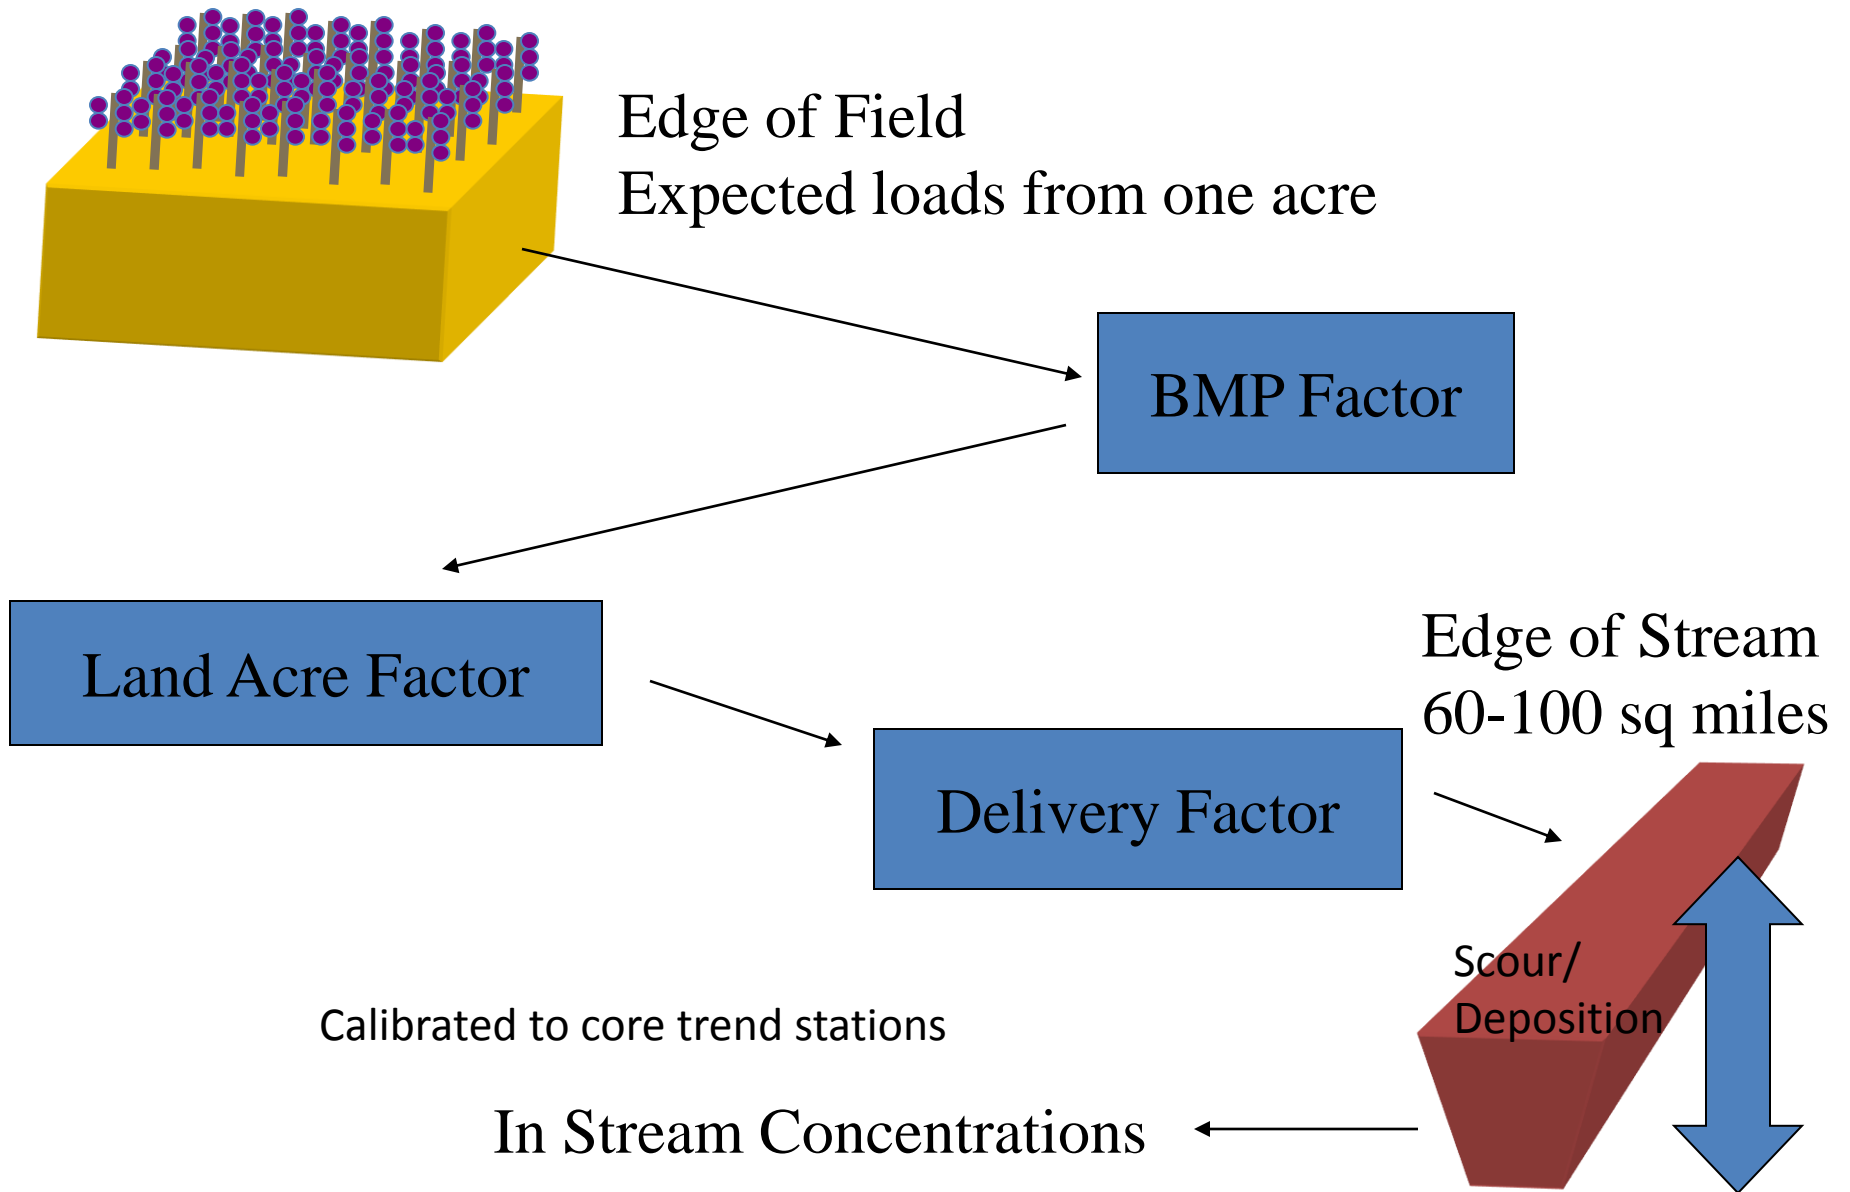 Edge of Field
Expected loads from one acre
BMP Factor
Land Acre Factor
Edge of Stream
60-100 sq miles
Delivery Factor
Scour/
Deposition
Calibrated to core trend stations
In Stream Concentrations